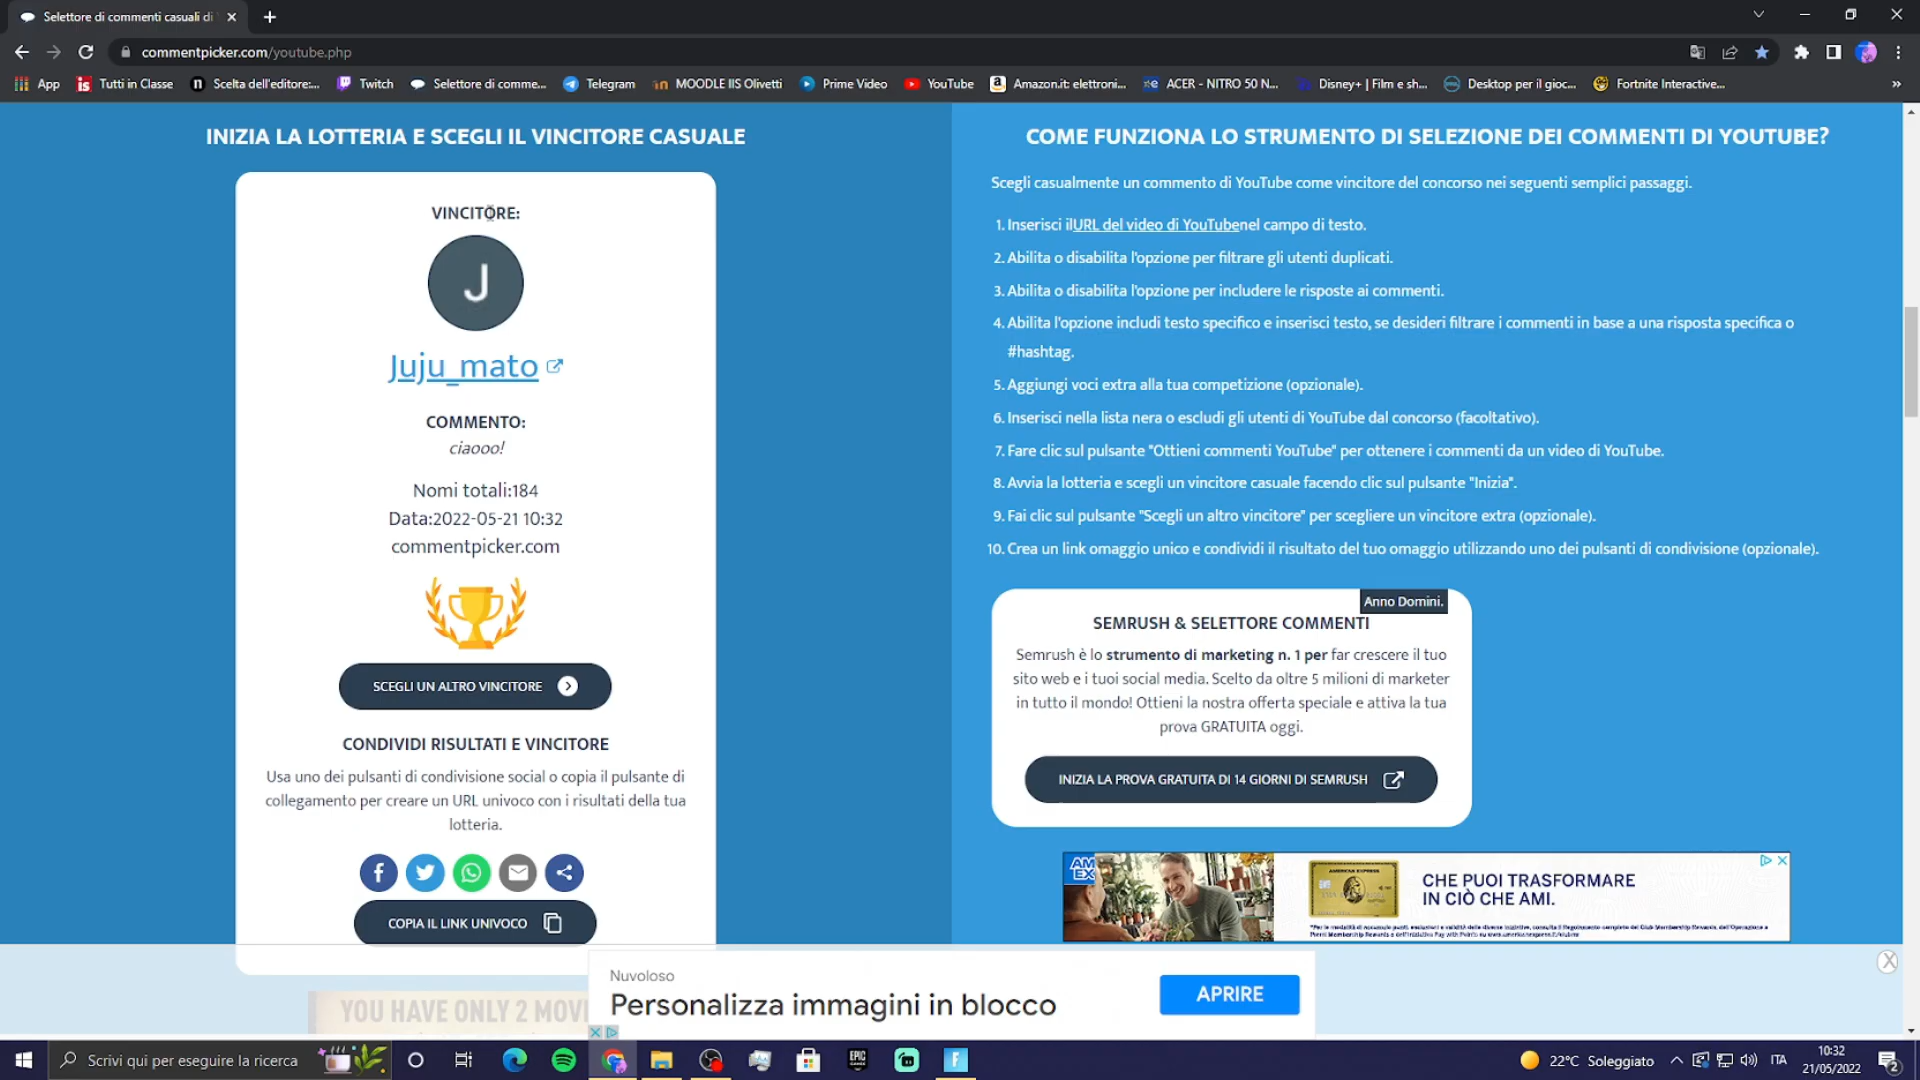 Selettore di commenti casuali di
commentpicker.com/youtube.php
App Tutti in Classe Scelta dell'editore:... Twitch Selettore di comme... Telegram MOODLE IIS Olivetti Prime Video YouTube Amazon.it: elettroni... ACER - NITRO 50 N... Disney+ | Film e sh... Desktop per il gioc... Fortnite Interactive... »
INIZIA LA LOTTERIA E SCEGLI IL VINCITORE CASUALE
VINCITORE:
J
Juju_mato
COMMENTO:
ciaooo!
Nomi totali:184
Data:2022-05-21 10:32
commentpicker.com
SCEGLI UN ALTRO VINCITORE
CONDIVIDI RISULTATI E VINCITORE
Usa uno dei pulsanti di condivisione social o copia il pulsante di
collegamento per creare un URL univoco con i risultati della tua
lotteria.
COPIA IL LINK UNIVOCO
COME FUNZIONA LO STRUMENTO DI SELEZIONE DEI COMMENTI DI YOUTUBE?
Scegli casualmente un commento di YouTube come vincitore del concorso nei seguenti semplici passaggi.
1. Inserisci ilURL del video di YouTubenel campo di testo.
2. Abilita o disabilita l'opzione per filtrare gli utenti duplicati.
3. Abilita o disabilita l'opzione per includere le risposte ai commenti.
4. Abilita l'opzione includi testo specifico e inserisci testo, se desideri filtrare i commenti in base a una risposta specifica o
#hashtag.
5. Aggiungi voci extra alla tua competizione (opzionale).
6. Inserisci nella lista nera o escludi gli utenti di YouTube dal concorso (facoltativo).
7. Fare clic sul pulsante "Ottieni commenti YouTube" per ottenere i commenti da un video di YouTube.
8. Avvia la lotteria e scegli un vincitore casuale facendo clic sul pulsante "Inizia".
9. Fai clic sul pulsante "Scegli un altro vincitore" per scegliere un vincitore extra (opzionale).
10. Crea un link omaggio unico e condividi il risultato del tuo omaggio utilizzando uno dei pulsanti di condivisione (opzionale).
Anno Domini.
SEMRUSH & SELETTORE COMMENTI
Semrush è lo strumento di marketing n. 1 per far crescere il tuo
sito web e i tuoi social media. Scelto da oltre 5 milioni di marketer
in tutto il mondo! Ottieni la nostra offerta speciale e attiva la tua
prova GRATUITA oggi.
INIZIA LA PROVA GRATUITA DI 14 GIORNI DI SEMRUSH
AM
EX
AMERICAN EXPRESS
CHE PUOI TRASFORMARE
IN CIÒ CHE AMI.
YOU HAVE ONLY 2 MOV
Nuvoloso
Personalizza immagini in blocco
APRIRE
X
Scrivi qui per eseguire la ricerca
EPIC
GAMES
22°C Soleggiato
ITA
10:32
21/05/2022
2